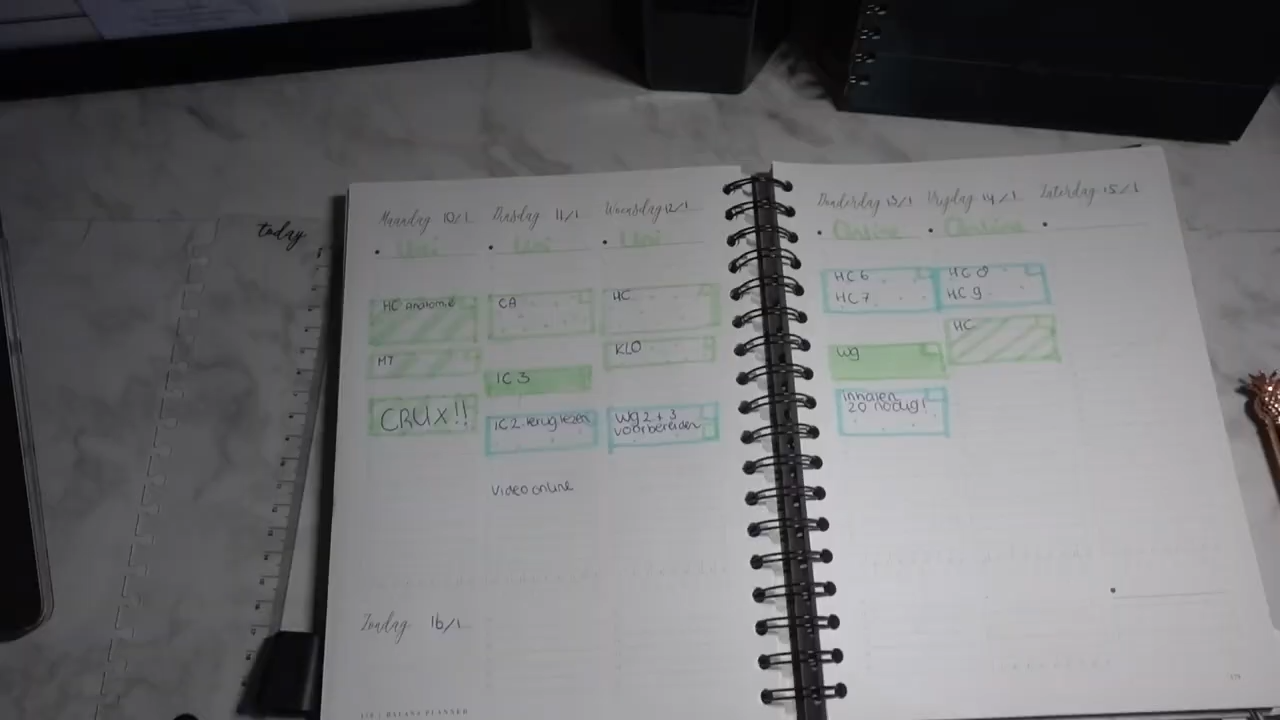 today
Maandag 10/1
Dinsdag 11/1
Woensdag 12/1
Donderdag 13/1
Vrijdag 14/1
Zaterdag 15/1
Uni
Uni
Uni
Online
Online
HC Anatomie
MT
CRUX!!
CA
IC 3
IC 2 terug lezen
Video online
HC
KLO
WG 2 + 3
voorbereiden
HC 6
HC 7
WG
Inhalen
20 nodig!
HC 8
HC 9
HC
Zondag 16/1
BALANS PLANNER